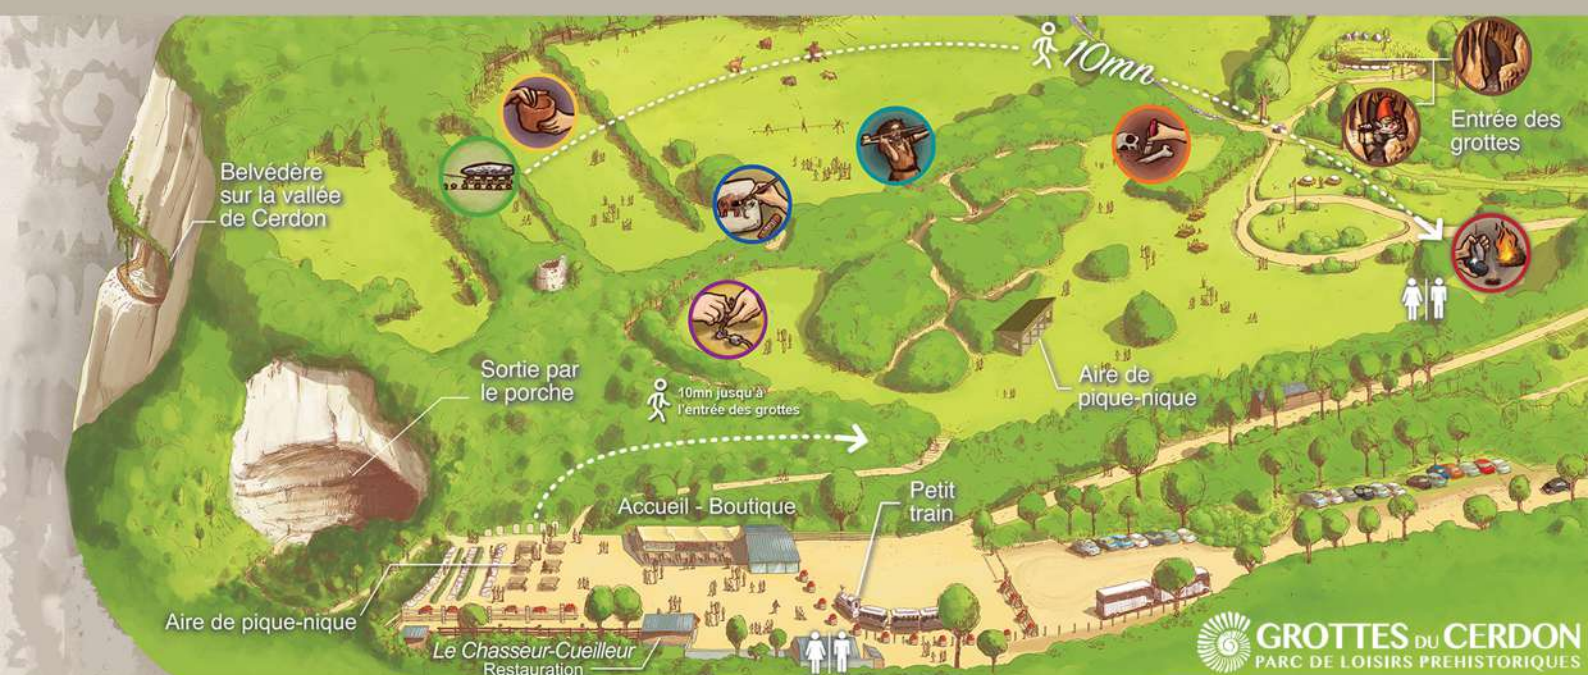 10mn
Entrée des
grottes
Belvédère
sur la vallée
de Cerdon
Sortie par
le porche
10mn jusqu'à
l'entrée des grottes
Aire de
pique-nique
Accueil - Boutique
Petit
train
Aire de pique-nique
Le Chasseur-Cueilleur
Restauration
GROTTES DU CERDON
PARC DE LOISIRS PREHISTORIQUES